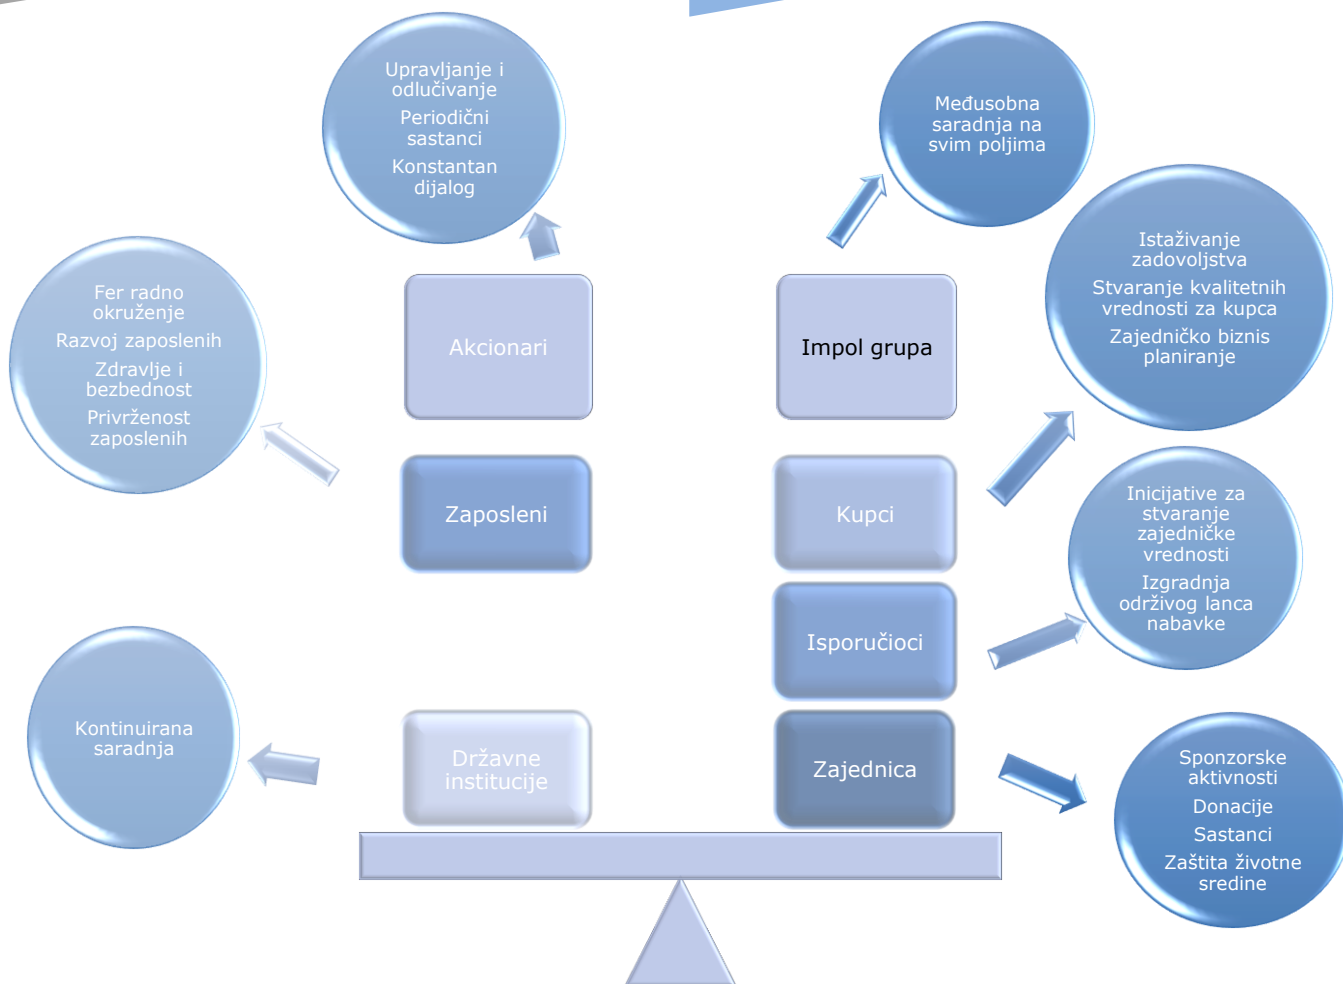 Upravljanje i
odlučivanje
Periodični
sastanci
Konstantan
dijalog
Međusobna
saradnja na
svim poljima
Fer radno
okruženje
Razvoj zaposlenih
Zdravlje i
bezbednost
Privrženost
zaposlenih
Akcionari
Impol grupa
Istaživanje
zadovoljstva
Stvaranje kvalitetnih
vrednosti za kupca
Zajedničko biznis
planiranje
Zaposleni
Kupci
Inicijative za
stvaranje
zajedničke
vrednosti
Izgradnja
održivog lanca
nabavke
Isporučioci
Kontinuirana
saradnja
Državne
institucije
Zajednica
Sponzorske
aktivnosti
Donacije
Sastanci
Zaštita životne
sredine